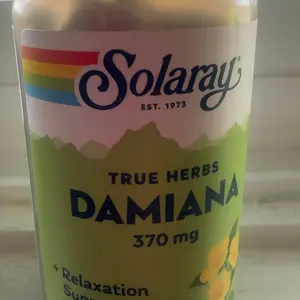 Solaray
EST. 1973
TRUE HERBS
DAMIANA
370 mg
+ Relaxation